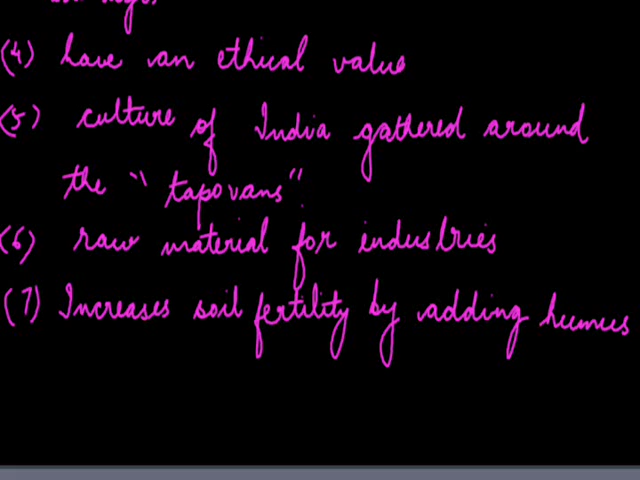 (4) have an ethical value
(5) culture of India gathered around
the "tapovans".
(6) raw material for industries
(7) Increases soil fertility by adding humus